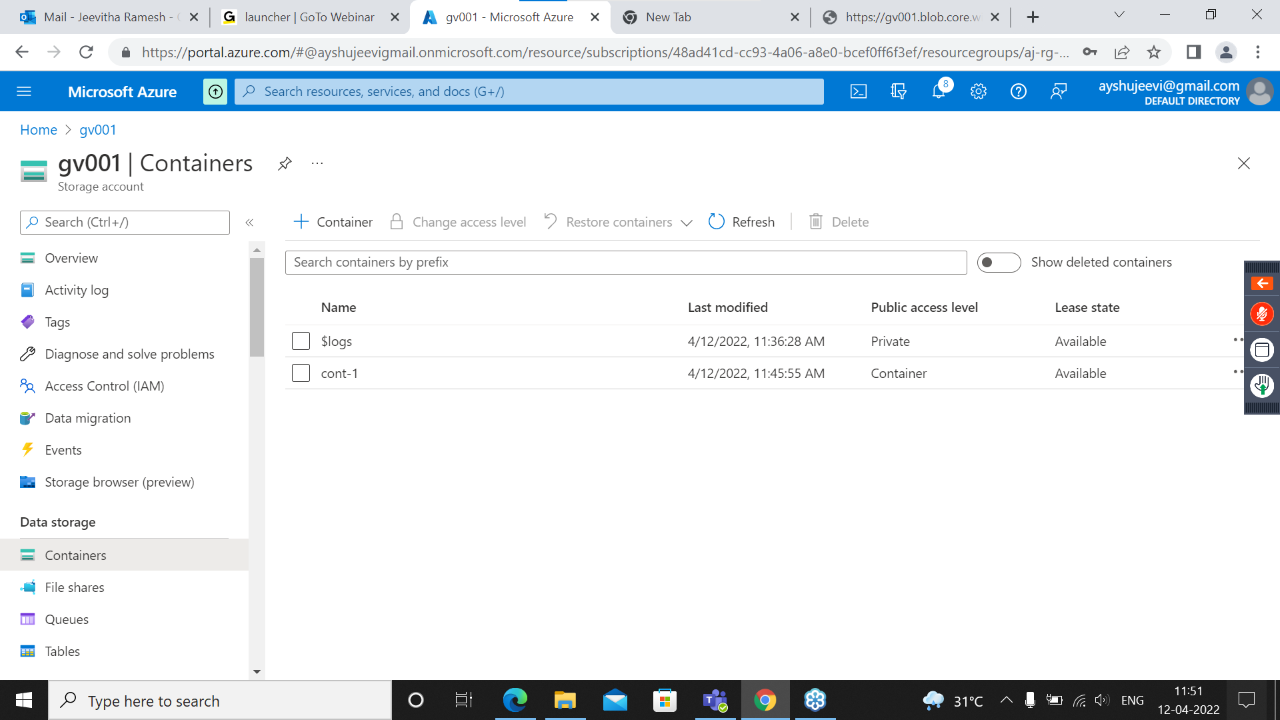 Mail - Jeevitha Ramesh -
launcher | GoTo Webinar
gv001 - Microsoft Azure
New Tab
https://gv001.blob.core.w
https://portal.azure.com/#@ayshujeevigmail.onmicrosoft.com/resource/subscriptions/48ad41cd-cc93-4a06-a8e0-bcef0ff6f3ef/resourcegroups/aj-rg-...
Microsoft Azure
Search resources, services, and docs (G+/)
8
ayshujeevi@gmail.com
DEFAULT DIRECTORY
Home > gv001
gv001 | Containers
Storage account
Search (Ctrl+/)
Overview
Activity log
Tags
Diagnose and solve problems
Access Control (IAM)
Data migration
Events
Storage browser (preview)
Data storage
Containers
File shares
Queues
Tables
Container
Change access level
Restore containers
Refresh
Delete
Search containers by prefix
Show deleted containers
Name Last modified Public access level Lease state
$logs 4/12/2022, 11:36:28 AM Private Available
cont-1 4/12/2022, 11:45:55 AM Container Available
Type here to search
31°C
ENG
11:51
12-04-2022